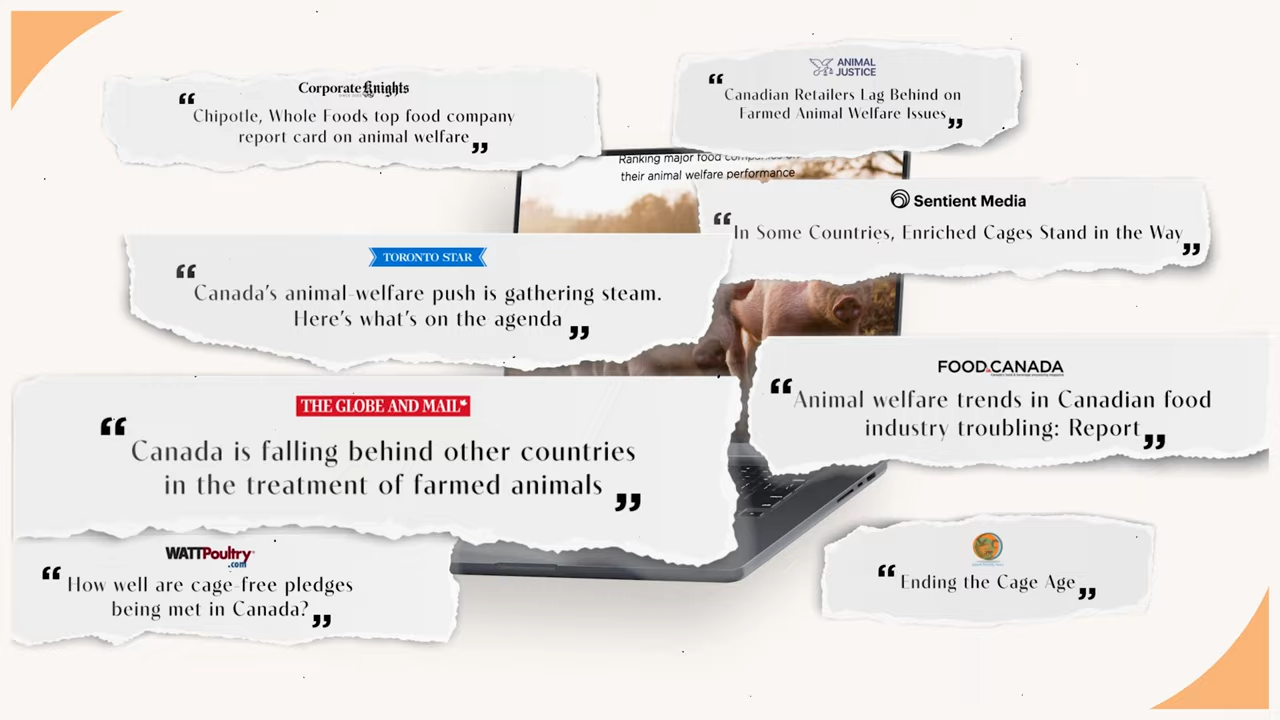 Corporate Knights
“Chipotle, Whole Foods top food company
report card on animal welfare”
ANIMAL
JUSTICE
“Canadian Retailers Lag Behind on
Farmed Animal Welfare Issues”
Ranking major food companies on
their animal welfare performance
Sentient Media
“In Some Countries, Enriched Cages Stand in the Way”
TORONTO STAR
“Canada’s animal-welfare push is gathering steam.
Here’s what’s on the agenda”
THE GLOBE AND MAIL
“Canada is falling behind other countries
in the treatment of farmed animals”
FOOD CANADA
“Animal welfare trends in Canadian food
industry troubling: Report”
WATTPoultry
.com
“How well are cage-free pledges
being met in Canada?”
“Ending the Cage Age”